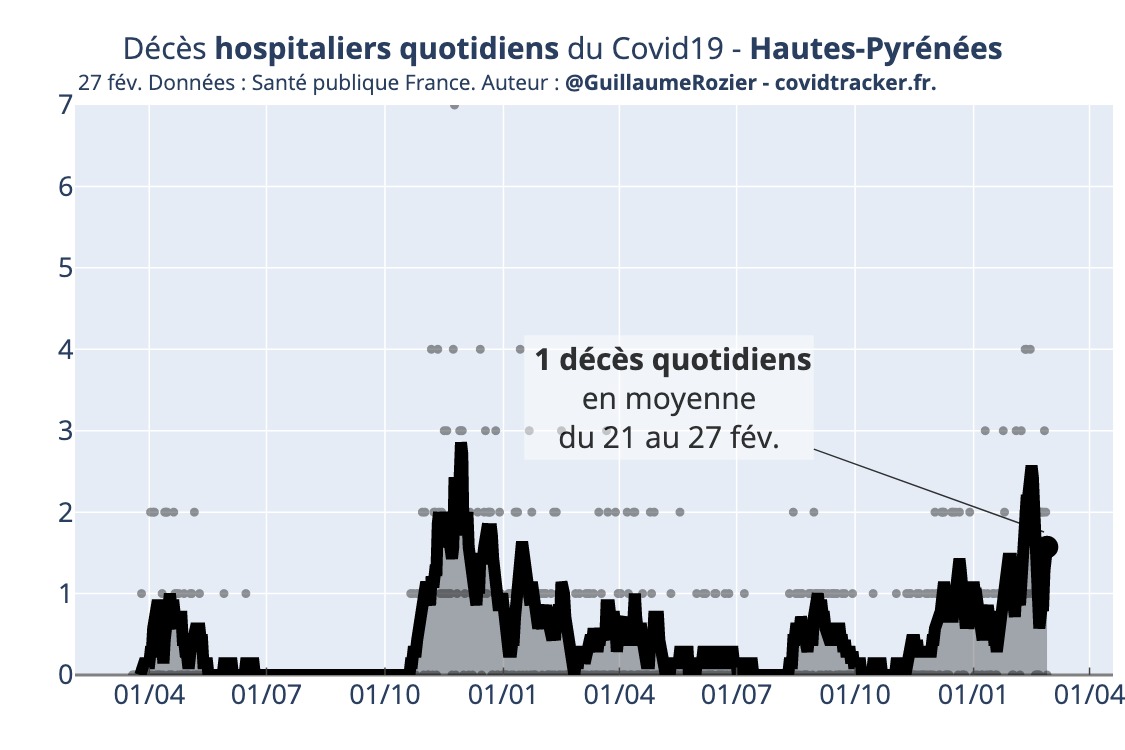 Décès hospitaliers quotidiens du Covid19 - Hautes-Pyrénées
27 fév. Données : Santé publique France. Auteur : @GuillaumeRozier - covidtracker.fr.
7
6
5
4
3
2
1
0
1 décès quotidiens
en moyenne
du 21 au 27 fév.
01/04 01/07 01/10 01/01 01/04 01/07 01/10 01/01 01/04